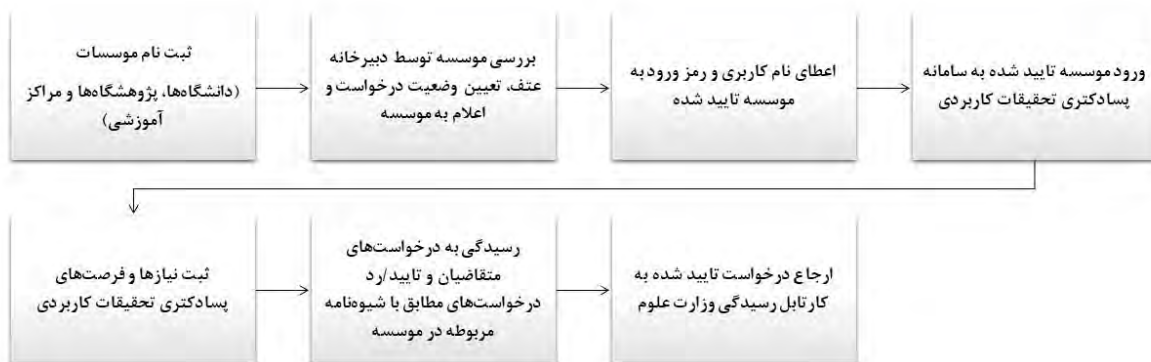 ثبت نام موسسات
(دانشگاه‌ها، پژوهشگاه‌ها و مراکز
آموزشی)
بررسی موسسه توسط دبیرخانه
عتف، تعیین وضعیت درخواست و
اعلام به موسسه
اعطای نام کاربری و رمز ورود به
موسسه تایید شده
ورود موسسه تایید شده به سامانه
پسادکتری تحقیقات کاربردی
ثبت نیازها و فرصت‌های
پسادکتری تحقیقات کاربردی
رسیدگی به درخواست‌های
متقاضیان و تایید/رد
درخواست‌های مطابق با شیوه‌نامه
مربوطه در موسسه
ارجاع درخواست تایید شده به
کارتابل رسیدگی وزارت علوم